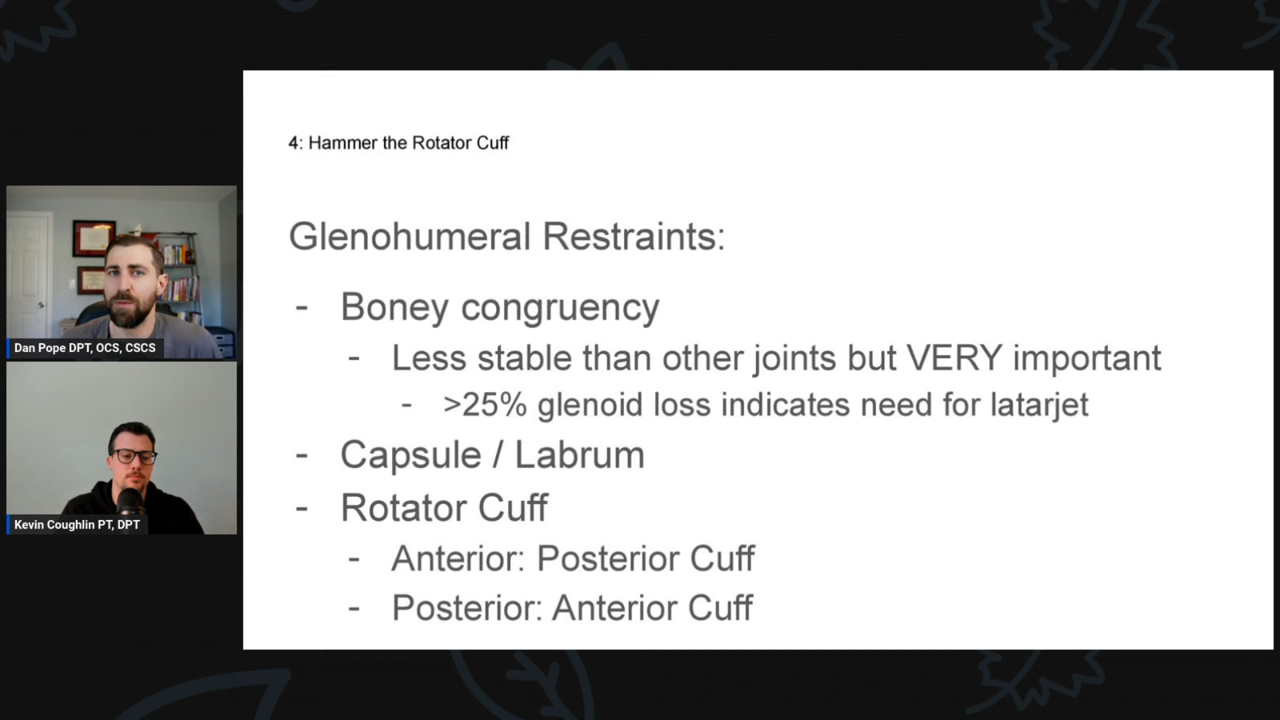 4: Hammer the Rotator Cuff
Glenohumeral Restraints:
- Boney congruency
- Less stable than other joints but VERY important
- >25% glenoid loss indicates need for latarjet
- Capsule / Labrum
- Rotator Cuff
- Anterior: Posterior Cuff
- Posterior: Anterior Cuff
Dan Pope DPT, OCS, CSCS
Kevin Coughlin PT, DPT